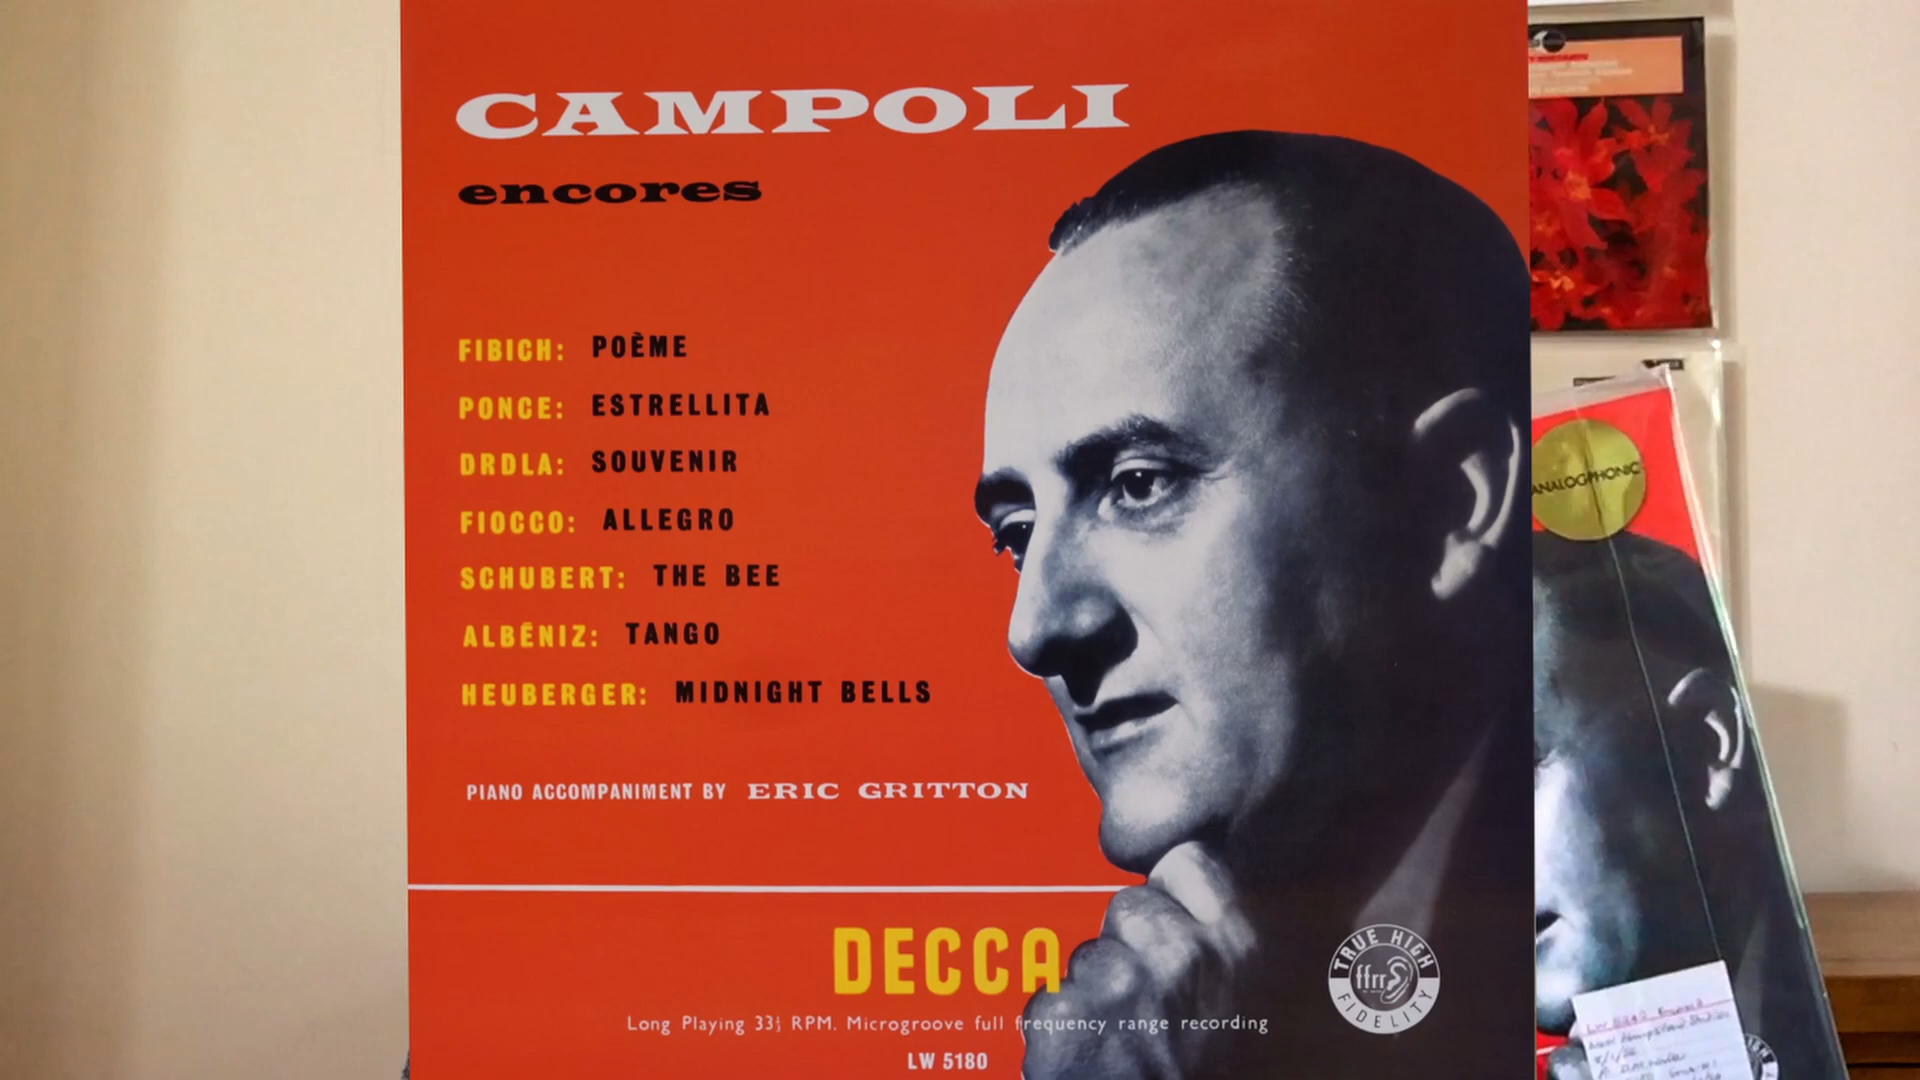 CAMPOLI
encores
FIBICH: POÈME
PONCE: ESTRELLITA
DRDLA: SOUVENIR
FIOCCO: ALLEGRO
SCHUBERT: THE BEE
ALBÉNIZ: TANGO
HEUBERGER: MIDNIGHT BELLS
PIANO ACCOMPANIMENT BY ERIC GRITTON
DECCA
Long Playing 33⅓ RPM. Microgroove full frequency range recording
LW 5180
TRUE HIGH
ffrr
FIDELITY
ANALOGPHONIC